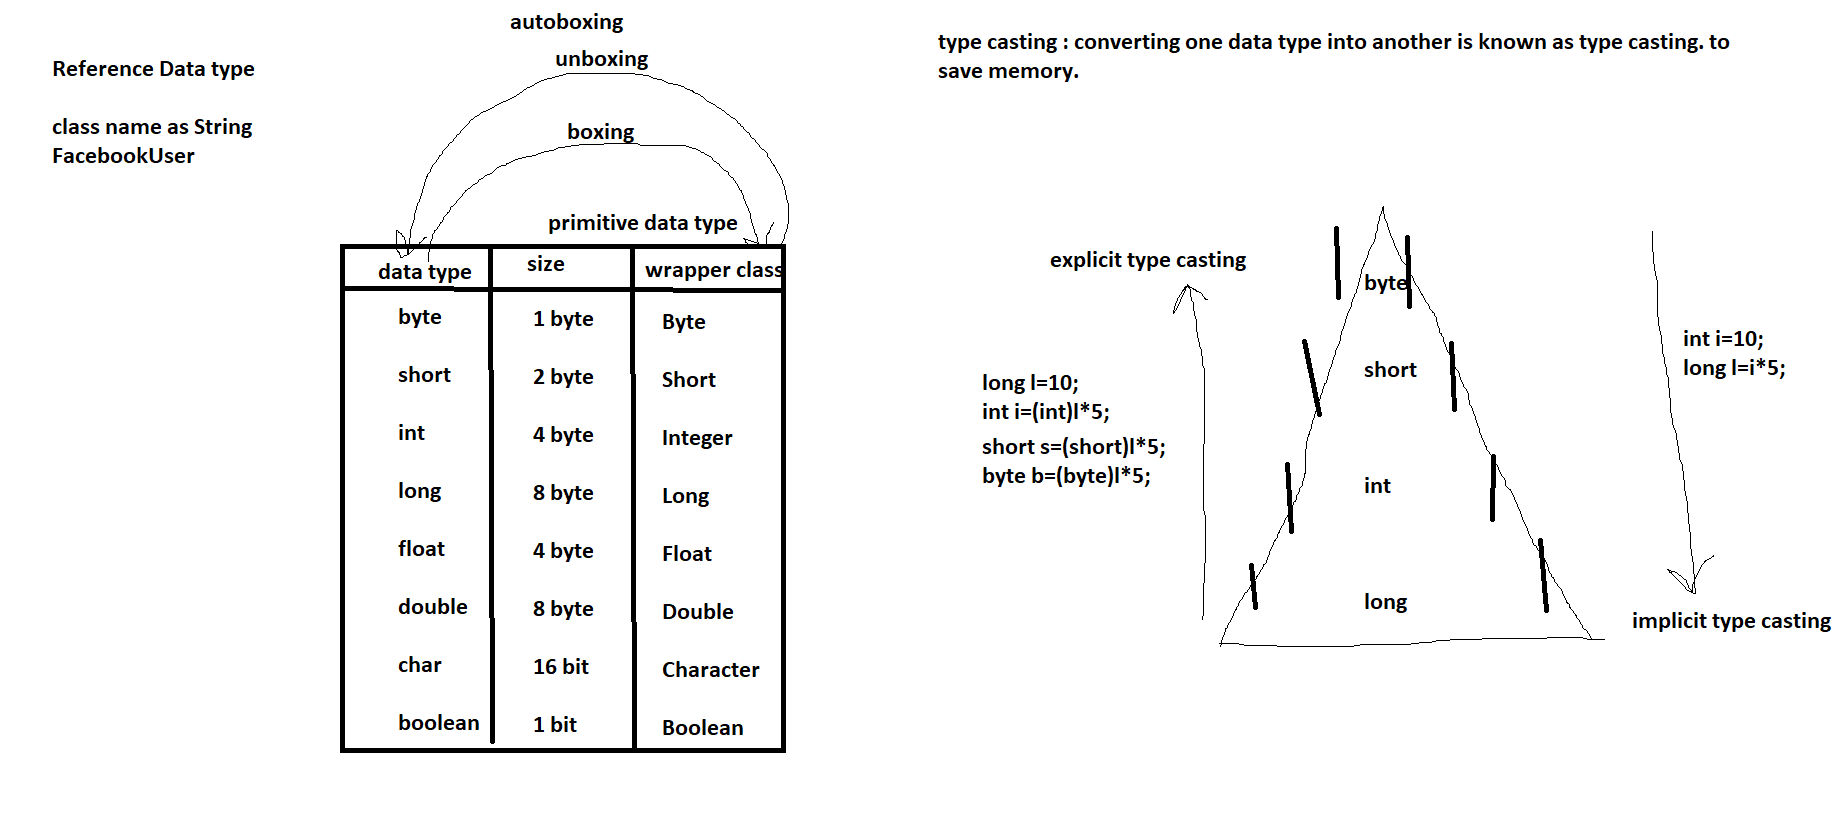 autoboxing
unboxing
boxing
Reference Data type
class name as String
FacebookUser
primitive data type
data type size wrapper class
byte 1 byte Byte
short 2 byte Short
int 4 byte Integer
long 8 byte Long
float 4 byte Float
double 8 byte Double
char 16 bit Character
boolean 1 bit Boolean
type casting : converting one data type into another is known as type casting. to
save memory.
explicit type casting
long l=10;
int i=(int)l*5;
short s=(short)l*5;
byte b=(byte)l*5;
byte
short
int
long
int i=10;
long l=i*5;
implicit type casting